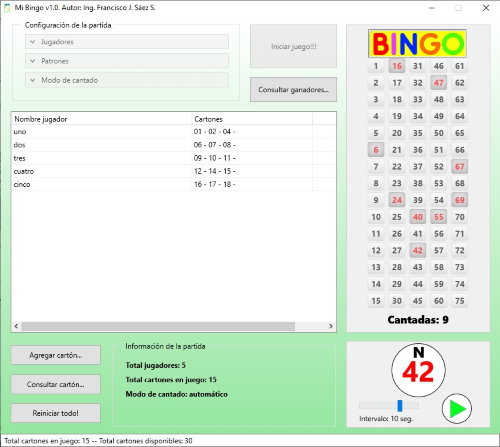 Mi Bingo v1.0. Autor: Ing. Francisco J. Sáez S.
Configuración de la partida
Jugadores
Patrones
Modo de cantado
Iniciar juego!!!
Consultar ganadores...
Nombre jugador Cartones
uno 01 - 02 - 04 -
dos 06 - 07 - 08 -
tres 09 - 10 - 11 -
cuatro 12 - 14 - 15 -
cinco 16 - 17 - 18 -
BINGO
1 16 31 46 61
2 17 32 47 62
3 18 33 48 63
4 19 34 49 64
5 20 35 50 65
6 21 36 51 66
7 22 37 52 67
8 23 38 53 68
9 24 39 54 69
10 25 40 55 70
11 26 41 56 71
12 27 42 57 72
13 28 43 58 73
14 29 44 59 74
15 30 45 60 75
Cantadas: 9
Agregar cartón...
Consultar cartón...
Reiniciar todo!
Información de la partida
Total jugadores: 5
Total cartones en juego: 15
Modo de cantado: automático
N
42
Intervalo: 10 seg.
Total cartones en juego: 15 -- Total cartones disponibles: 30